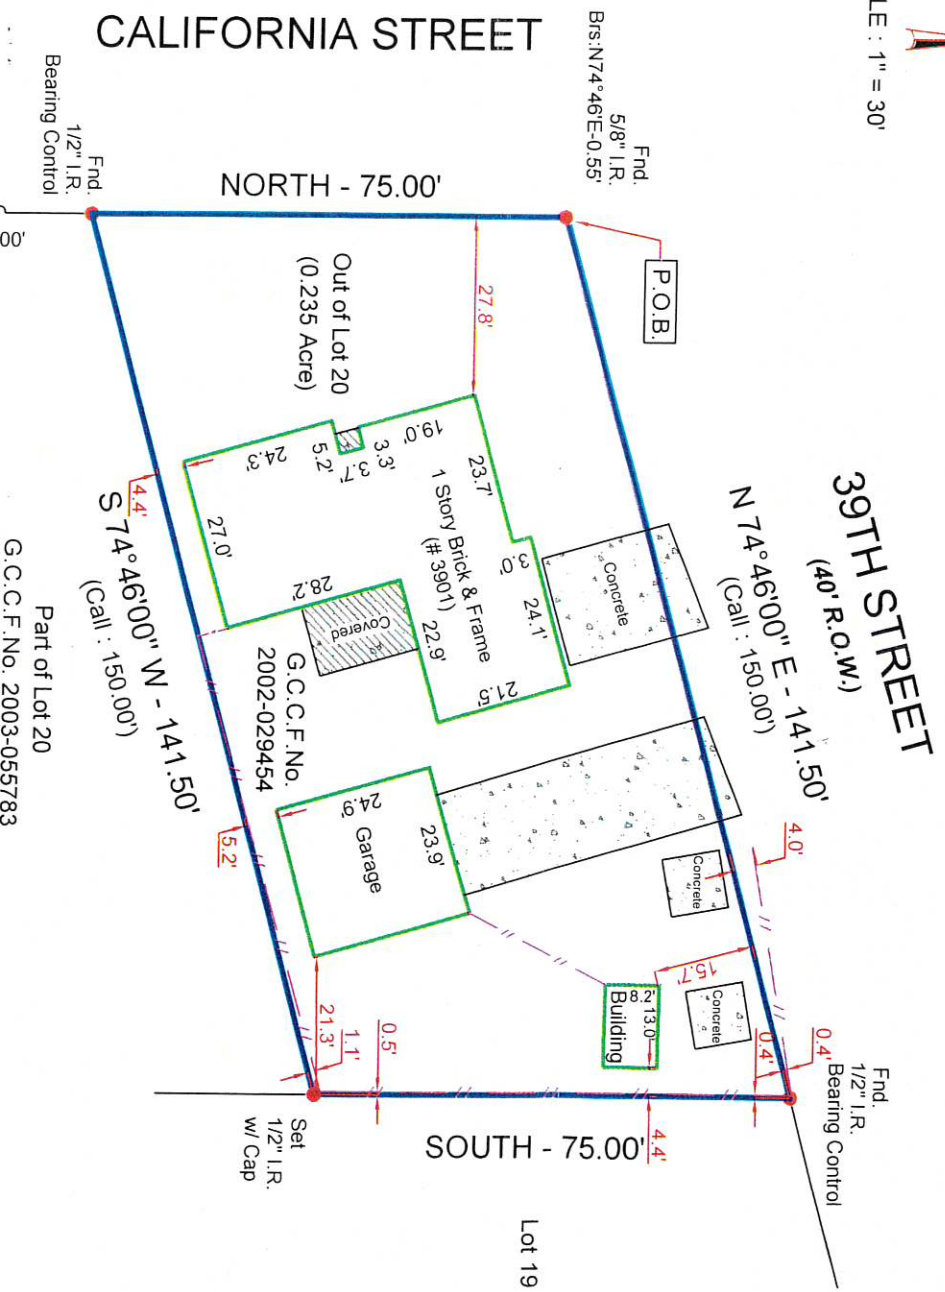 LE : 1" = 30'
CALIFORNIA STREET
Brs:N74°46'E-0.55'
5/8" I.R.
Fnd.
Bearing Control
1/2" I.R.
Fnd.
NORTH - 75.00'
00'
P.O.B.
27.8'
Out of Lot 20
(0.235 Acre)
39TH STREET
(40' R.O.W.)
N 74°46'00" E - 141.50'
(Call : 150.00')
19.0'
23.7'
3.3'
3.7'
5.2'
24.3'
27.0'
28.2'
1 Story Brick & Frame
(# 3901)
3.0'
24.1'
21.5'
22.9'
Concrete
Covered
4.4'
S 74°46'00" W - 141.50'
(Call : 150.00')
G.C.C.F.No.
2002-029454
Part of Lot 20
G.C.C.F.No. 2003-055783
5.2'
24.9'
23.9'
Garage
4.0'
Concrete
Concrete
15.7'
8.2'
13.0'
Building
21.3'
1.1'
0.5'
0.4'
0.4'
Fnd.
1/2" I.R.
Bearing Control
Set
1/2" I.R.
w/ Cap
SOUTH - 75.00'
4.4'
Lot 19